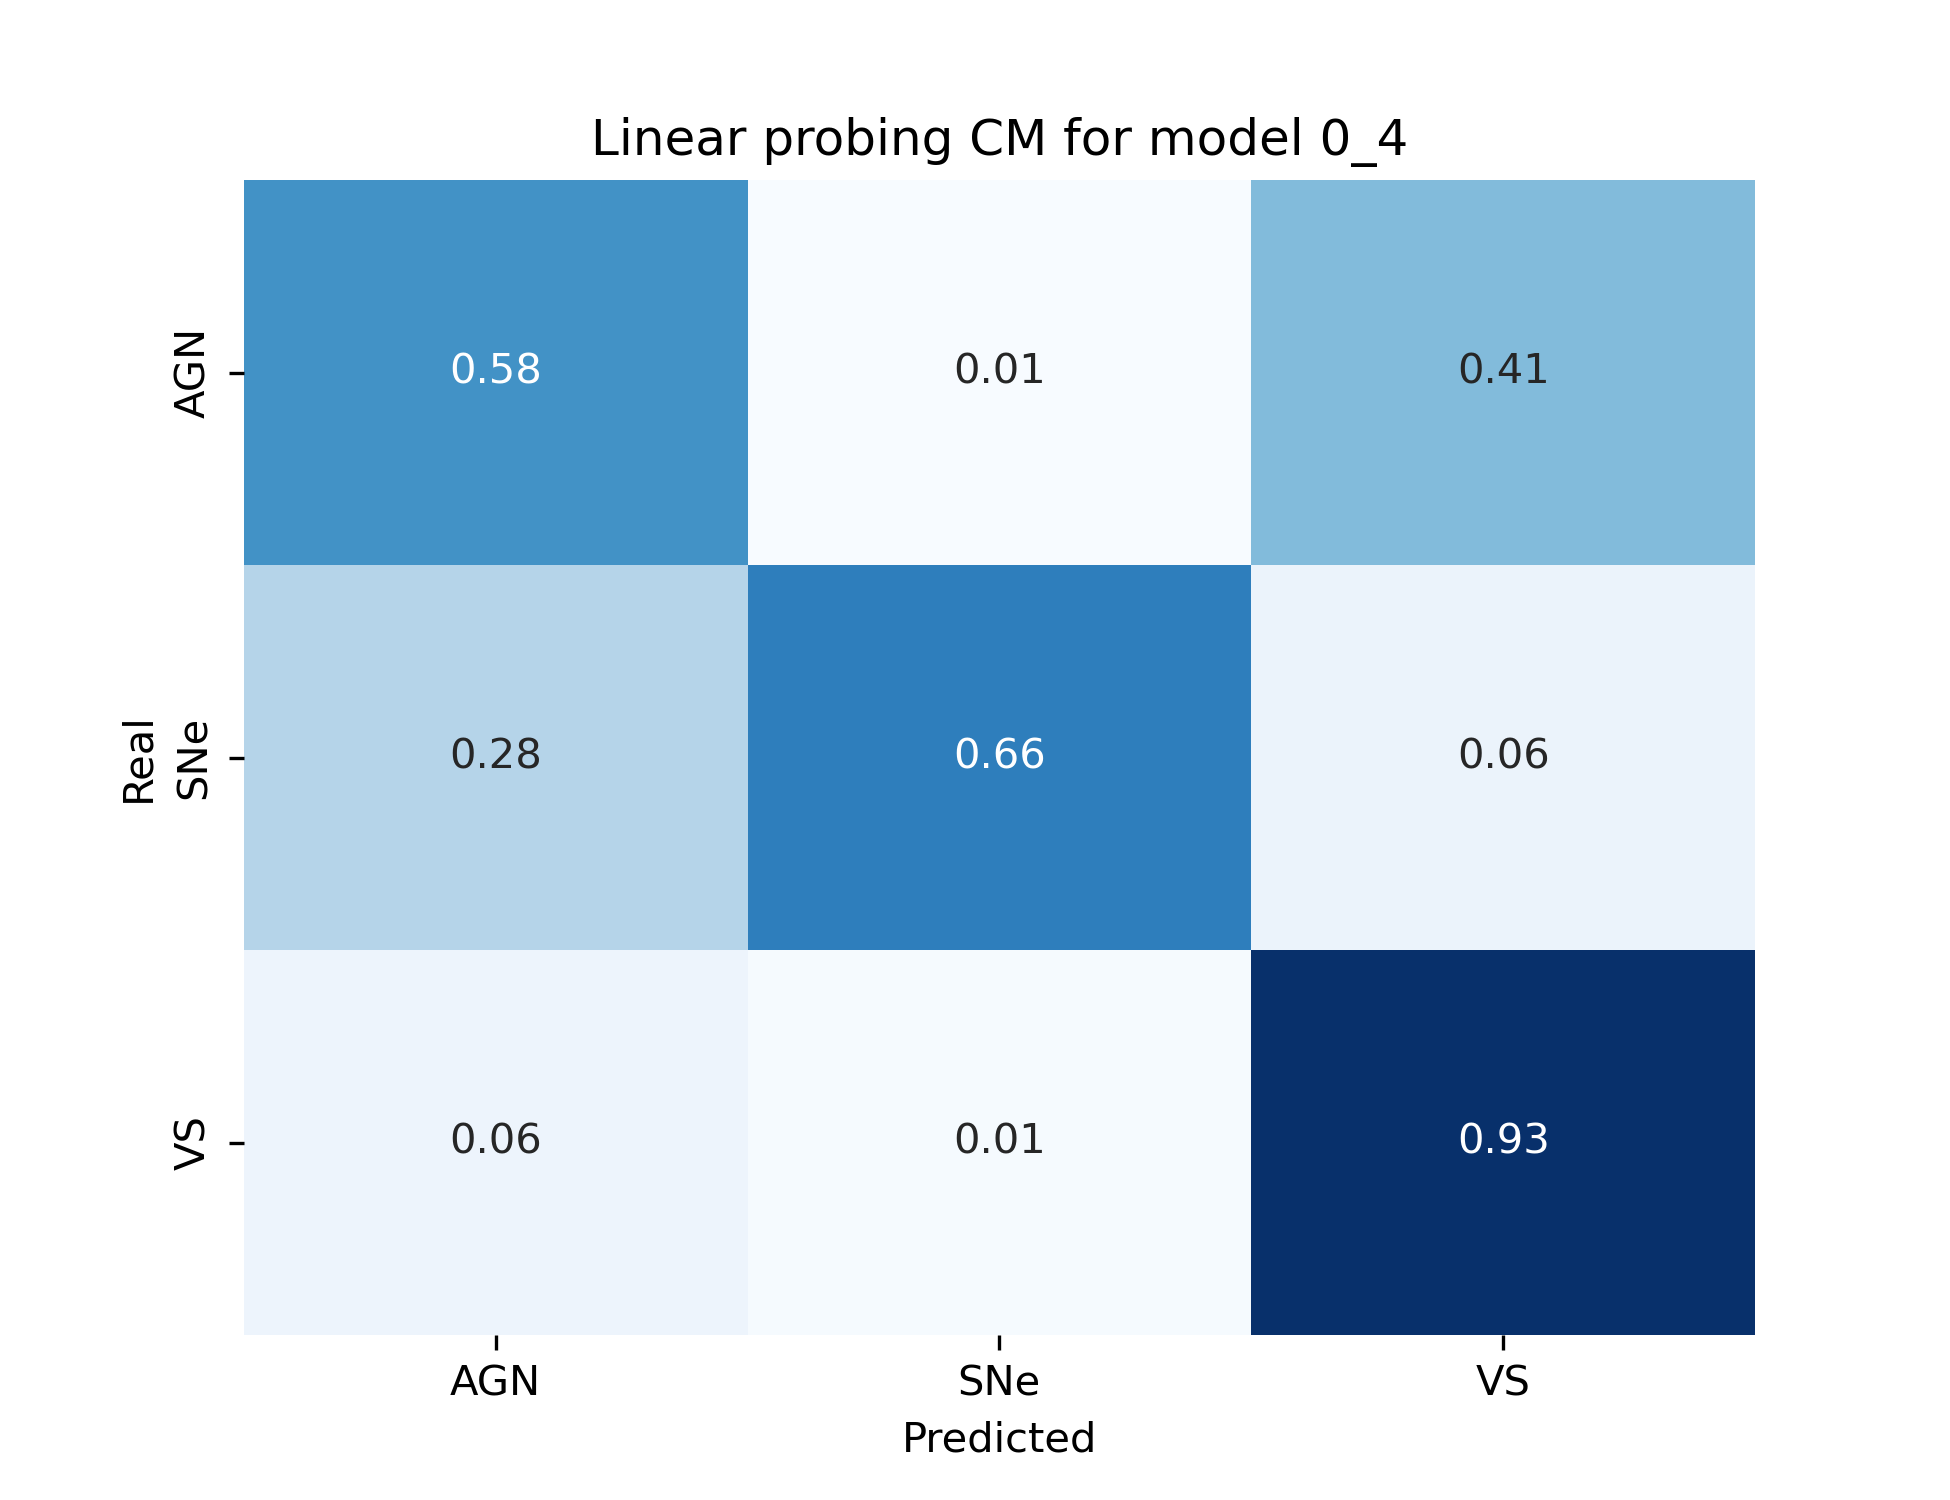 Linear probing CM for model 0_4
AGN
0.58
0.01
0.41
Real
SNe
0.28
0.66
0.06
VS
0.06
0.01
0.93
AGN
SNe
VS
Predicted